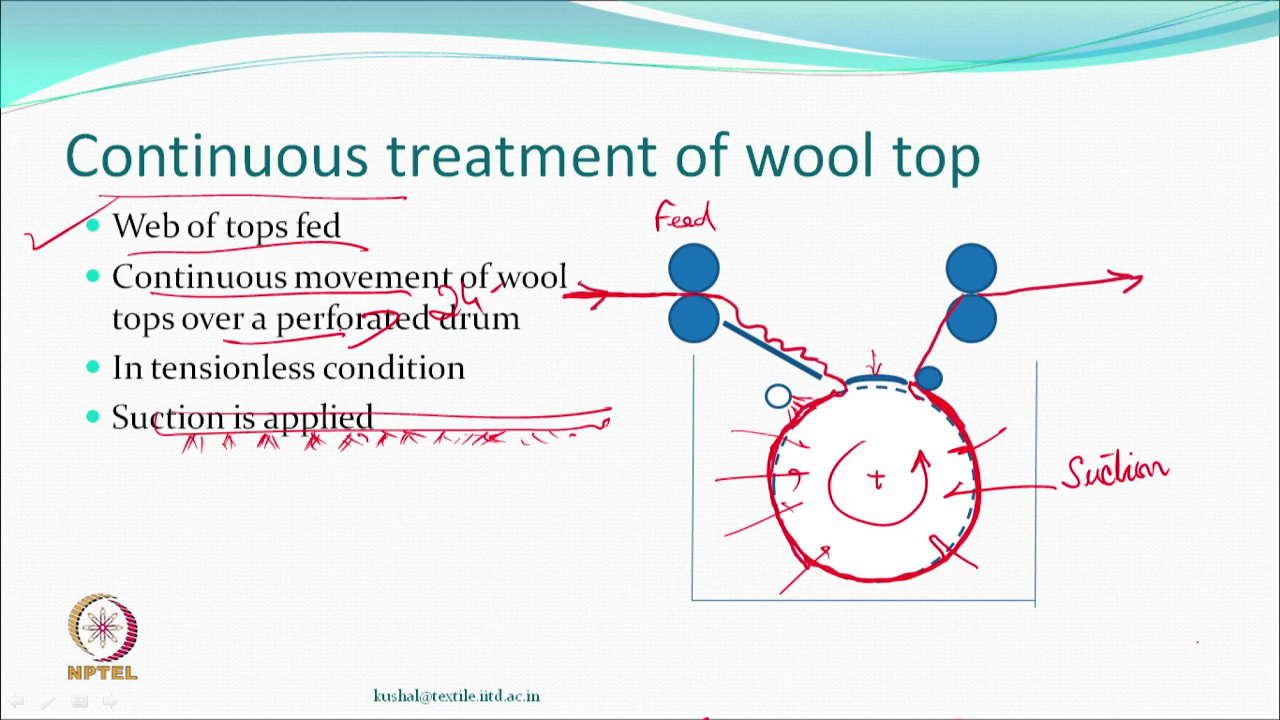 Continuous treatment of wool top
Web of tops fed
Continuous movement of wool
tops over a perforated drum
24
In tensionless condition
Suction is applied
Feed
Suction
NPTEL
kushal@textile.iitd.ac.in